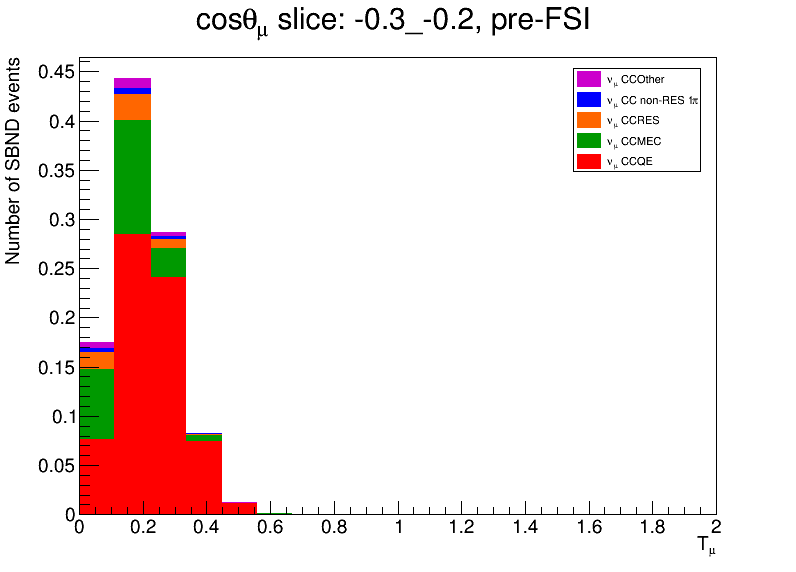 cosθμ slice: -0.3_-0.2, pre-FSI
Number of SBND events
0.45
0.4
0.35
0.3
0.25
0.2
0.15
0.1
0.05
0
νμ CCOther
νμ CC non-RES 1π
νμ CCRES
νμ CCMEC
νμ CCQE
0 0.2 0.4 0.6 0.8 1 1.2 1.4 1.6 1.8 2
Tμ